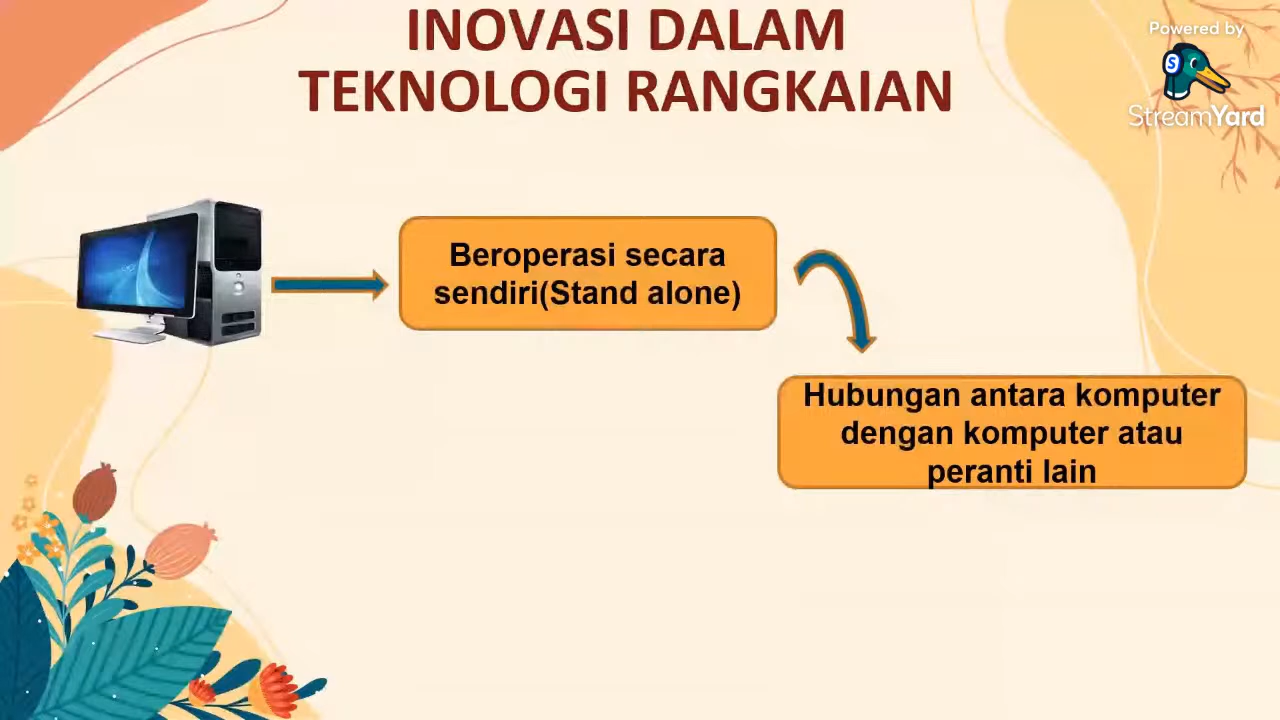 INOVASI DALAM
TEKNOLOGI RANGKAIAN
Powered by
S
StreamYard
Beroperasi secara
sendiri(Stand alone)
Hubungan antara komputer
dengan komputer atau
peranti lain